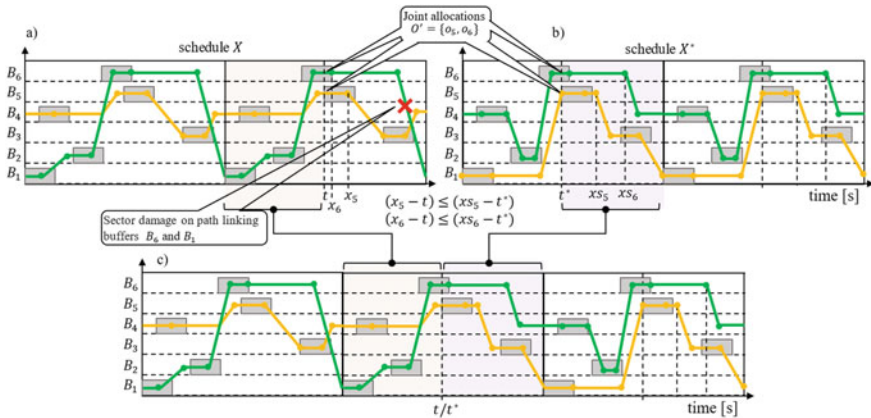 Joint allocations
O′ = {o₅, o₆}
a)
schedule X
b)
schedule X*
B₆
B₅
B₄
B₃
B₂
B₁
B₆
B₅
B₄
B₃
B₂
B₁
t
x₆
x₅
t*
xs₅
xs₆
time [s]
Sector damage on path linking
buffers B₆ and B₁
(x₅ − t) ≤ (xs₅ − t*)
(x₆ − t) ≤ (xs₆ − t*)
c)
B₆
B₅
B₄
B₃
B₂
B₁
t/t*
time [s]